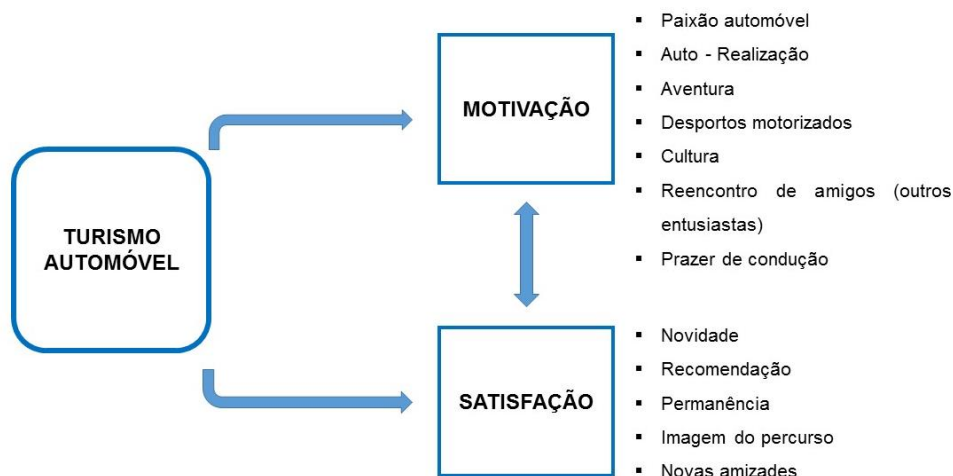 TURISMO
AUTOMÓVEL
MOTIVAÇÃO
▪ Paixão automóvel
▪ Auto - Realização
▪ Aventura
▪ Desportos motorizados
▪ Cultura
▪ Reencontro de amigos (outros
entusiastas)
▪ Prazer de condução
SATISFAÇÃO
▪ Novidade
▪ Recomendação
▪ Permanência
▪ Imagem do percurso
▪ Novas amizades